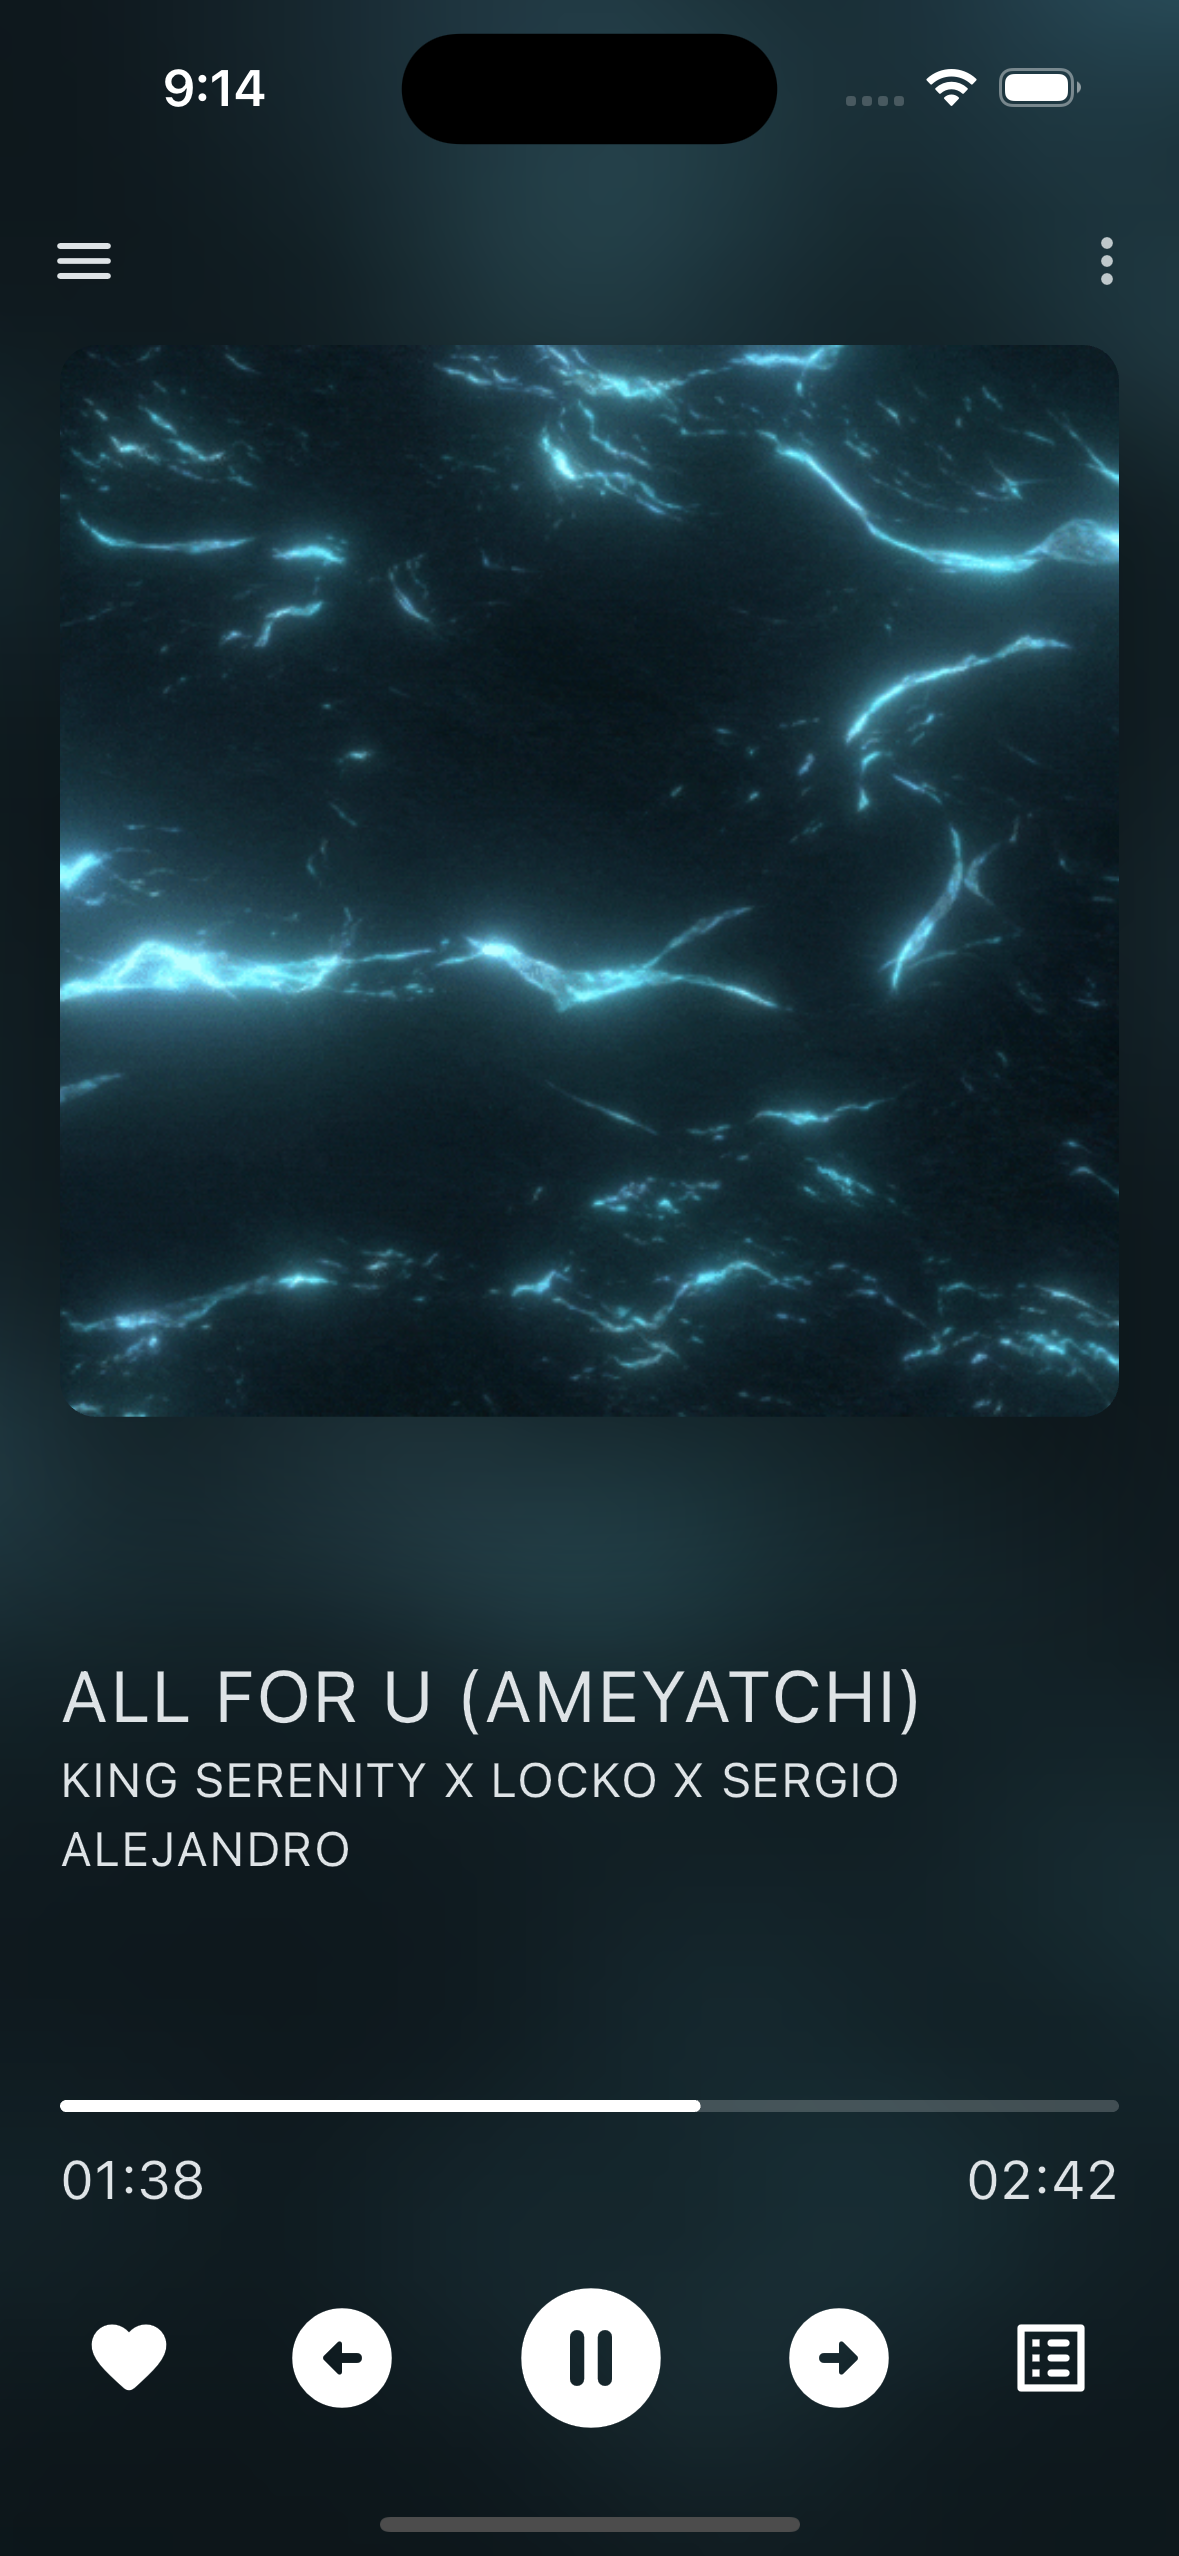 9:14
ALL FOR U (AMEYATCHI)
KING SERENITY X LOCKO X SERGIO
ALEJANDRO
01:38
02:42